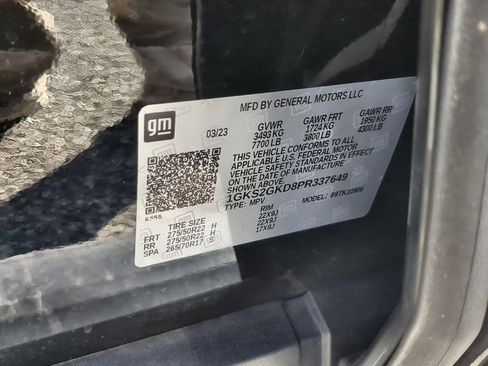 gm
MFD BY GENERAL MOTORS LLC
03/23 GVWR GAWR FRT GAWR RR
3493 KG 1724 KG 1950 KG
7700 LB 3800 LB 4300 LB
THIS VEHICLE CONFORMS TO ALL
APPLICABLE U.S. FEDERAL MOTOR
VEHICLE SAFETY STANDARDS IN EFFECT
ON THE DATE OF MANUFACTURE
SHOWN ABOVE.
1GKS2GKD8PR337649
TYPE: MPV MODEL:
TIRE SIZE RIM
FRT 275/50R22 H 22X9J
RR 275/50R22 H 22X9J
SPA 265/70R17 S 17X8J